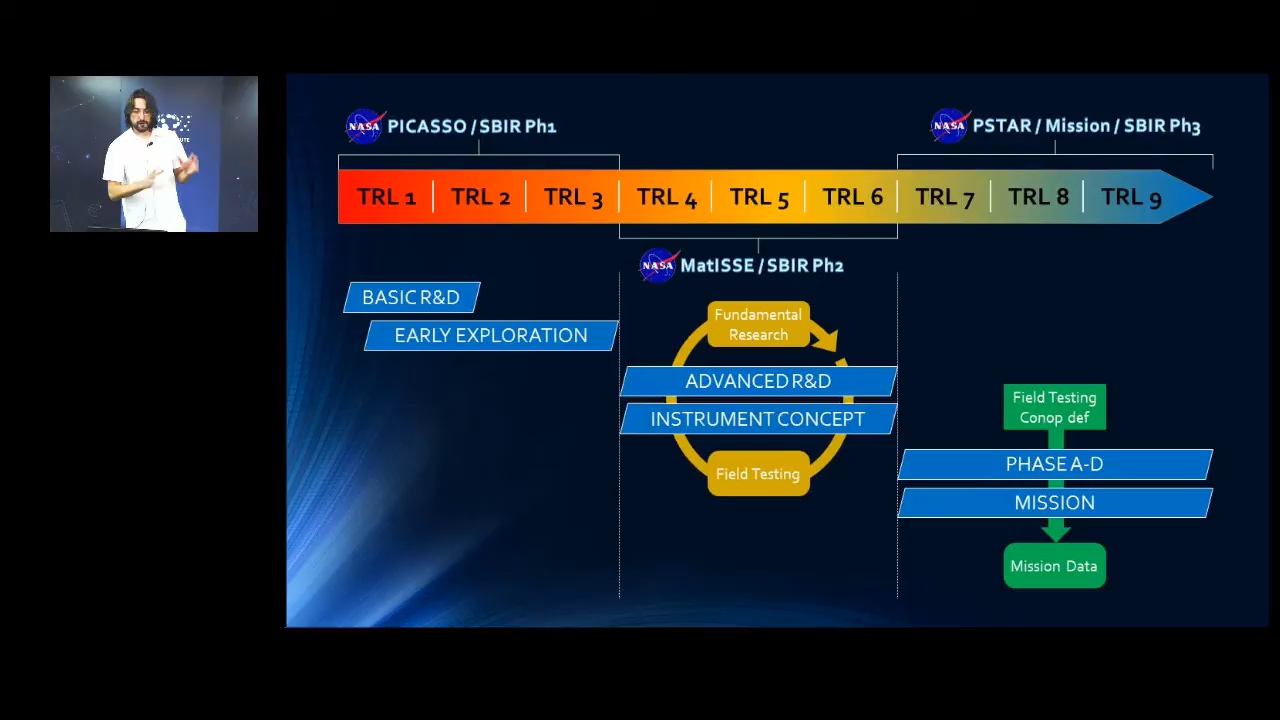 NASA PICASSO / SBIR Ph1
NASA PSTAR / Mission / SBIR Ph3
TRL 1 TRL 2 TRL 3 TRL 4 TRL 5 TRL 6 TRL 7 TRL 8 TRL 9
NASA MatISSE / SBIR Ph2
BASIC R&D
EARLY EXPLORATION
Fundamental
Research
ADVANCED R&D
INSTRUMENT CONCEPT
Field Testing
Field Testing
Conop def
PHASE A-D
MISSION
Mission Data